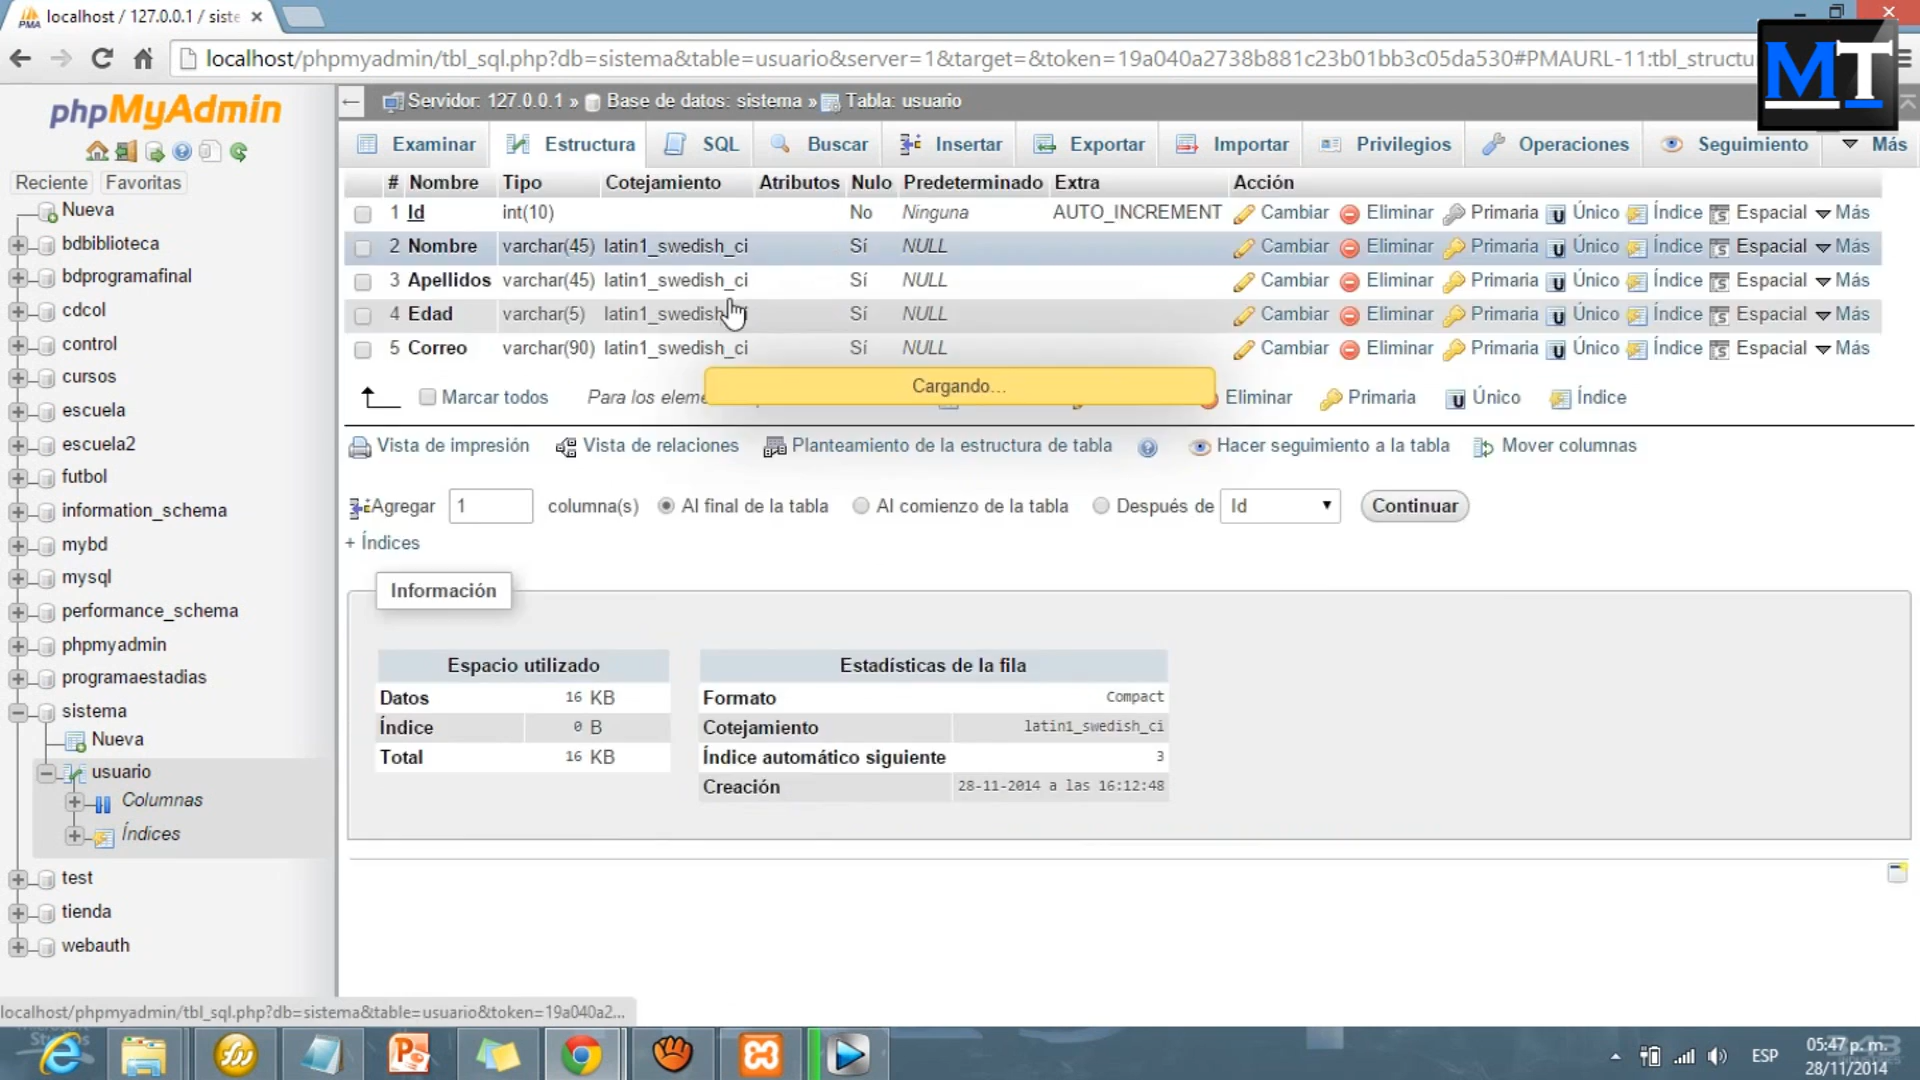 localhost / 127.0.0.1 / siste
MT
localhost/phpmyadmin/tbl_sql.php?db=sistema&table=usuario&server=1&target=&token=19a040a2738b881c23b01bb3c05da530#PMAURL-11:tbl_structu
phpMyAdmin
Servidor: 127.0.0.1 » Base de datos: sistema » Tabla: usuario
Examinar Estructura SQL Buscar Insertar Exportar Importar Privilegios Operaciones Seguimiento Más
Reciente Favoritas
Nueva
bdbiblioteca
bdprogramafinal
cdcol
control
cursos
escuela
escuela2
futbol
information_schema
mybd
mysql
performance_schema
phpmyadmin
programaestadias
sistema
Nueva
usuario
Columnas
Índices
test
tienda
webauth
# Nombre Tipo Cotejamiento Atributos Nulo Predeterminado Extra Acción
1 Id int(10) No Ninguna AUTO_INCREMENT Cambiar Eliminar Primaria Único Índice Espacial Más
2 Nombre varchar(45) latin1_swedish_ci Sí NULL Cambiar Eliminar Primaria Único Índice Espacial Más
3 Apellidos varchar(45) latin1_swedish_ci Sí NULL Cambiar Eliminar Primaria Único Índice Espacial Más
4 Edad varchar(5) latin1_swedish Sí NULL Cambiar Eliminar Primaria Único Índice Espacial Más
5 Correo varchar(90) latin1_swedish_ci Sí NULL Cambiar Eliminar Primaria Único Índice Espacial Más
Cargando...
Marcar todos Para los eleme Eliminar Primaria Único Índice
Vista de impresión Vista de relaciones Planteamiento de la estructura de tabla Hacer seguimiento a la tabla Mover columnas
Agregar 1 columna(s) Al final de la tabla Al comienzo de la tabla Después de Id Continuar
+ Índices
Información
Espacio utilizado
Datos 16 KB
Índice 0 B
Total 16 KB
Estadísticas de la fila
Formato Compact
Cotejamiento latin1_swedish_ci
Índice automático siguiente 3
Creación 28-11-2014 a las 16:12:48
localhost/phpmyadmin/tbl_sql.php?db=sistema&table=usuario&token=19a040a2...
ESP
05:47 p. m.
28/11/2014